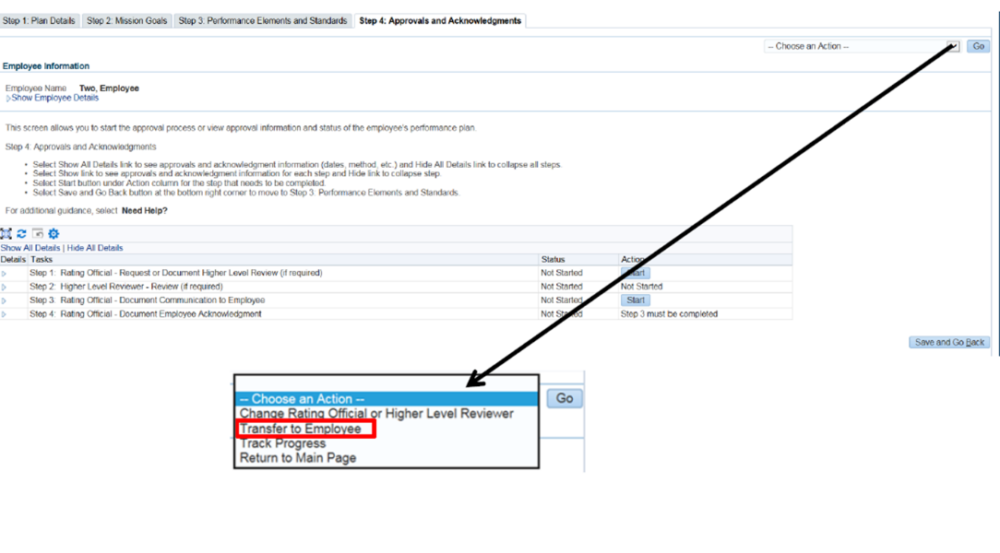 Step 1: Plan Details Step 2: Mission Goals Step 3: Performance Elements and Standards Step 4: Approvals and Acknowledgments
-- Choose an Action -- Go
Employee Information
Employee Name Two, Employee
Show Employee Details
This screen allows you to start the approval process or view approval information and status of the employee's performance plan.
Step 4: Approvals and Acknowledgments
• Select Show All Details link to see approvals and acknowledgment information (dates, method, etc.) and Hide All Details link to collapse all steps.
• Select Show link to see approvals and acknowledgment information for each step and Hide link to collapse step.
• Select Start button under Action column for the step that needs to be completed.
• Select Save and Go Back button at the bottom right corner to move to Step 3: Performance Elements and Standards.
For additional guidance, select Need Help?
Show All Details | Hide All Details
Details Tasks Status Action
Step 1: Rating Official - Request or Document Higher Level Review (if required) Not Started Start
Step 2: Higher Level Reviewer - Review (if required) Not Started Not Started
Step 3: Rating Official - Document Communication to Employee Not Started Start
Step 4: Rating Official - Document Employee Acknowledgment Not Started Step 3 must be completed
Save and Go Back
-- Choose an Action -- Go
Change Rating Official or Higher Level Reviewer
Transfer to Employee
Track Progress
Return to Main Page